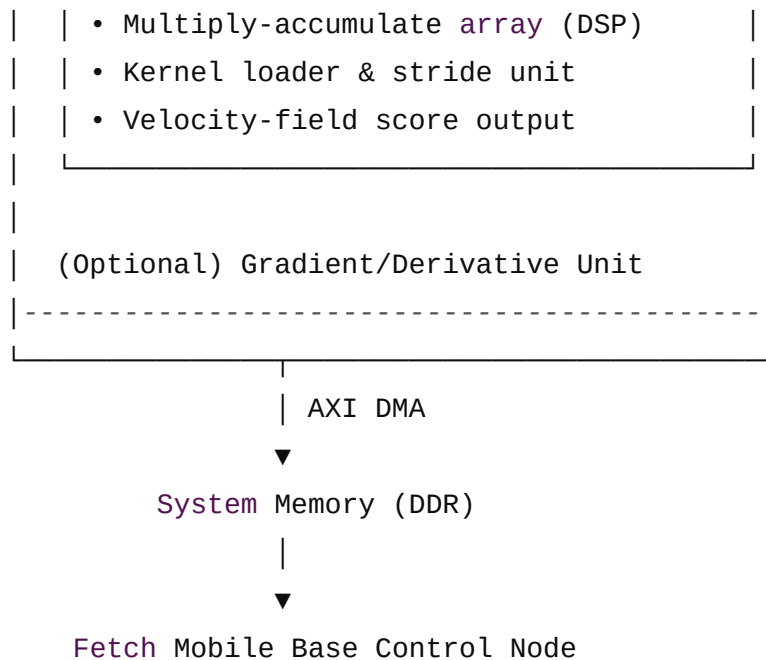 • Multiply-accumulate array (DSP)
• Kernel loader & stride unit
• Velocity-field score output
(Optional) Gradient/Derivative Unit
AXI DMA
System Memory (DDR)
Fetch Mobile Base Control Node